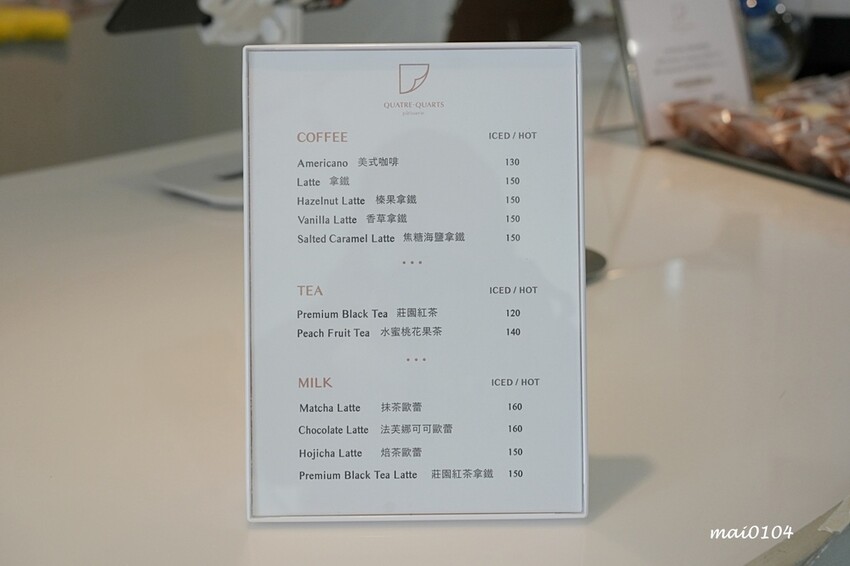 QUATRE-QUARTS
pâtisserie
COFFEE ICED / HOT
Americano 美式咖啡 130
Latte 拿鐵 150
Hazelnut Latte 榛果拿鐵 150
Vanilla Latte 香草拿鐵 150
Salted Caramel Latte 焦糖海鹽拿鐵 150
TEA ICED / HOT
Premium Black Tea 莊園紅茶 120
Peach Fruit Tea 水蜜桃花果茶 140
MILK ICED / HOT
Matcha Latte 抹茶歐蕾 160
Chocolate Latte 法芙娜可可歐蕾 160
Hojicha Latte 焙茶歐蕾 150
Premium Black Tea Latte 莊園紅茶拿鐵 150
mai0104